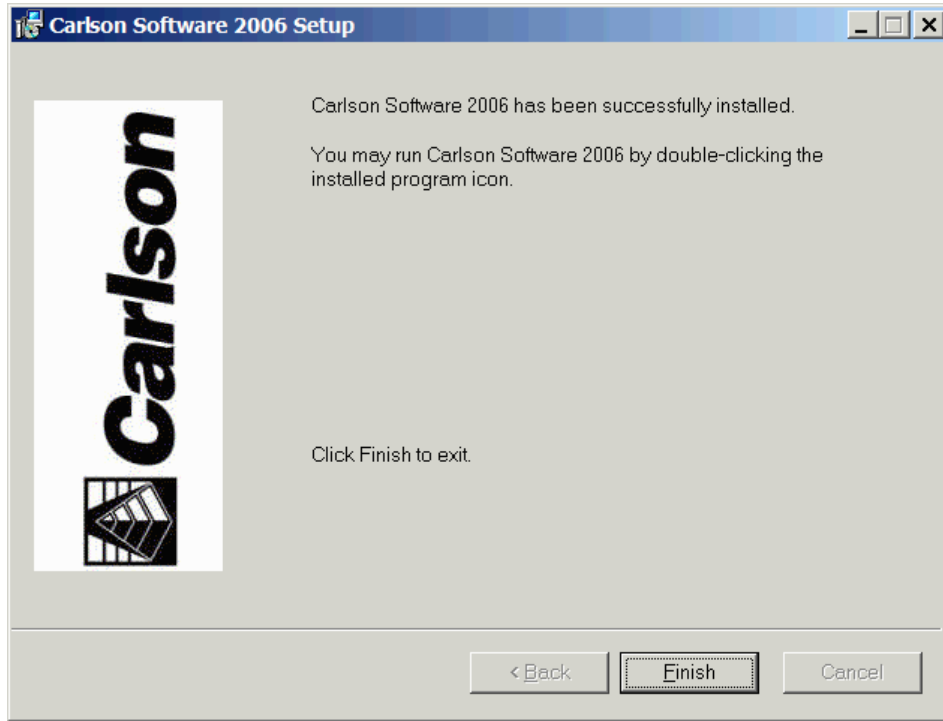 Carlson Software 2006 Setup
Carlson
Carlson Software 2006 has been successfully installed.
You may run Carlson Software 2006 by double-clicking the
installed program icon.
Click Finish to exit.
< Back
Finish
Cancel